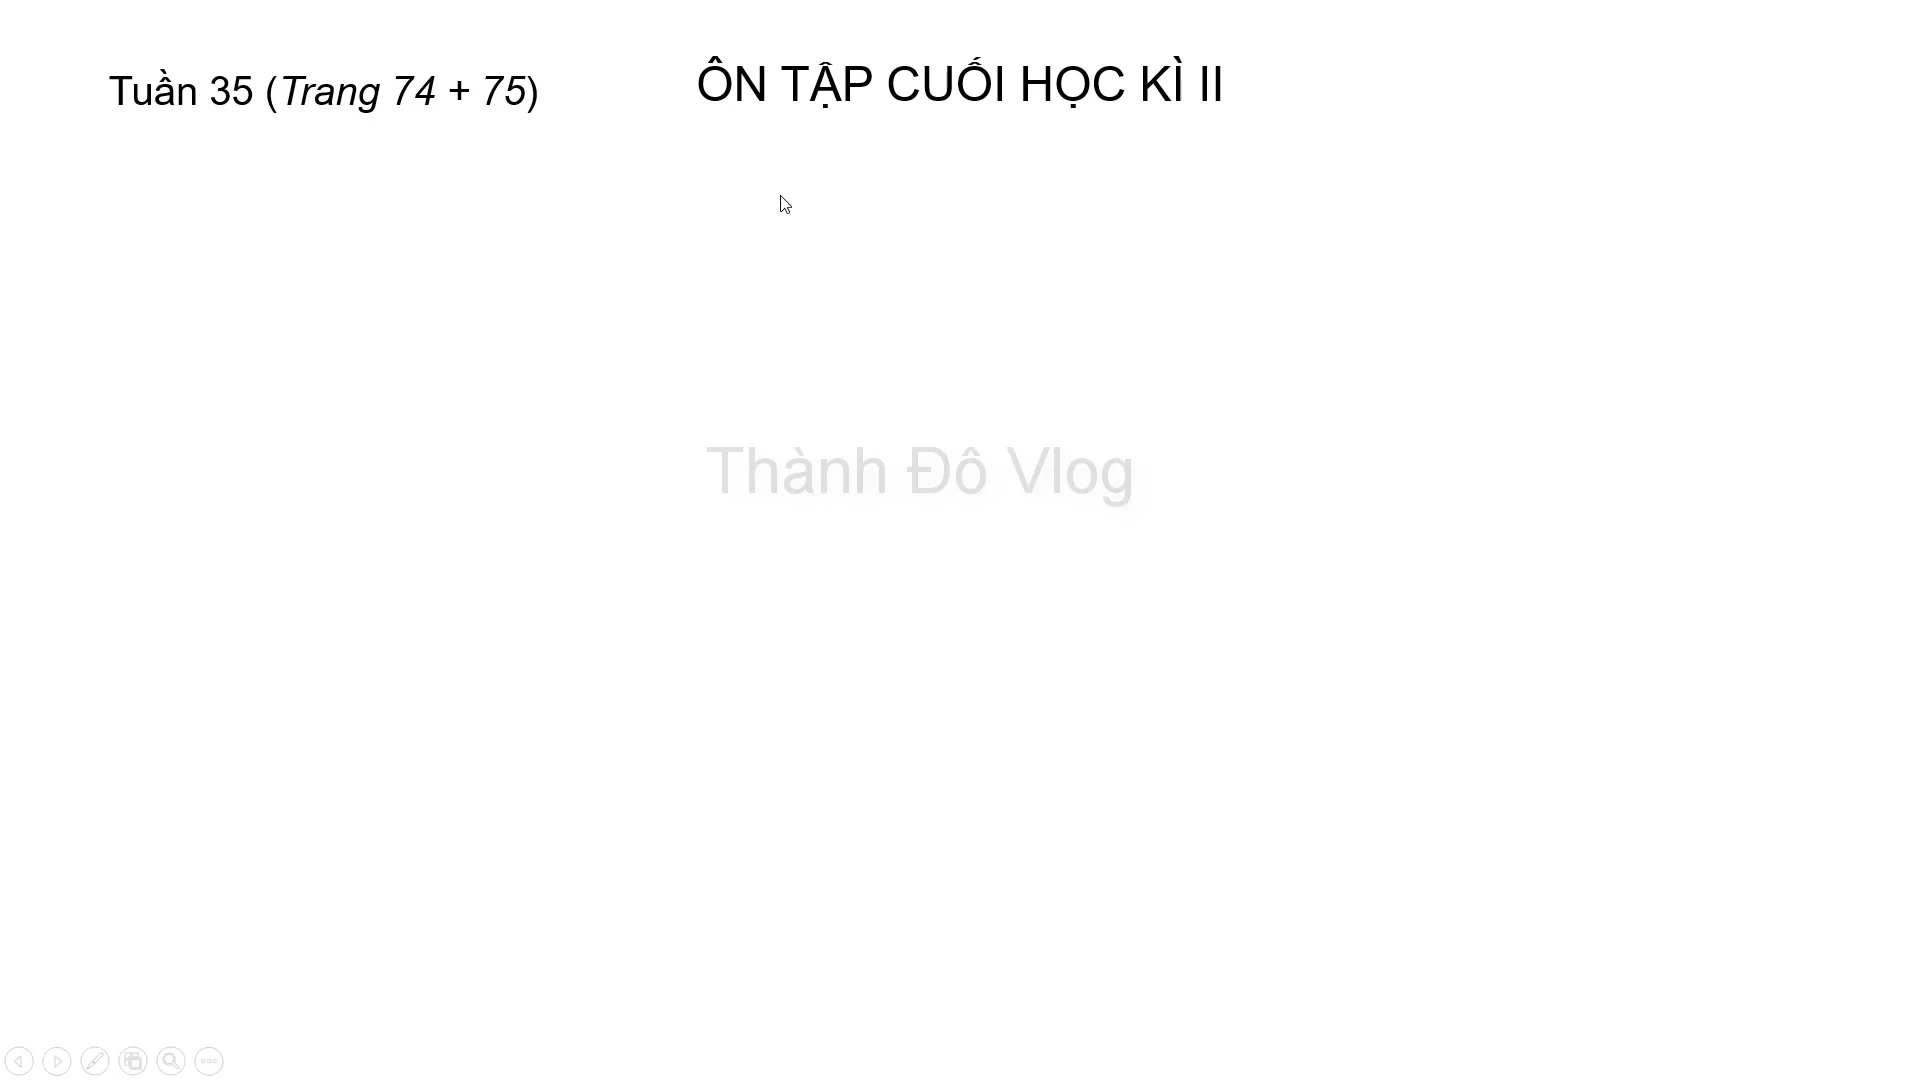 Tuần 35 (Trang 74 + 75)
ÔN TẬP CUỐI HỌC KÌ II
Thành Đô Vlog